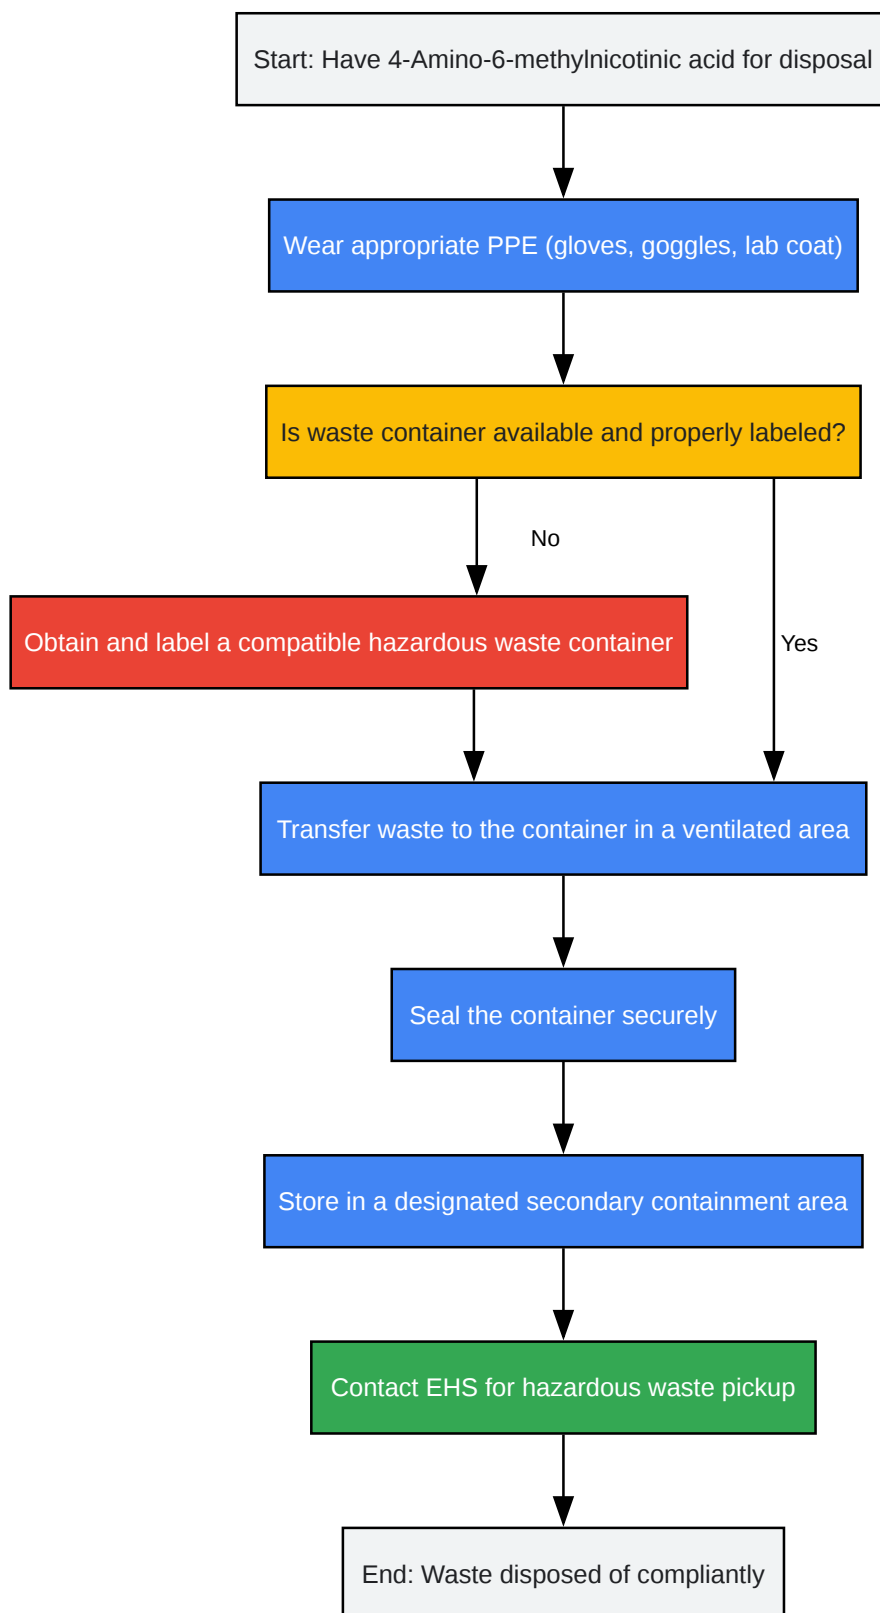 Start: Have 4-Amino-6-methylnicotinic acid for disposal
Wear appropriate PPE (gloves, goggles, lab coat)
Is waste container available and properly labeled?
No
Obtain and label a compatible hazardous waste container
Yes
Transfer waste to the container in a ventilated area
Seal the container securely
Store in a designated secondary containment area
Contact EHS for hazardous waste pickup
End: Waste disposed of compliantly